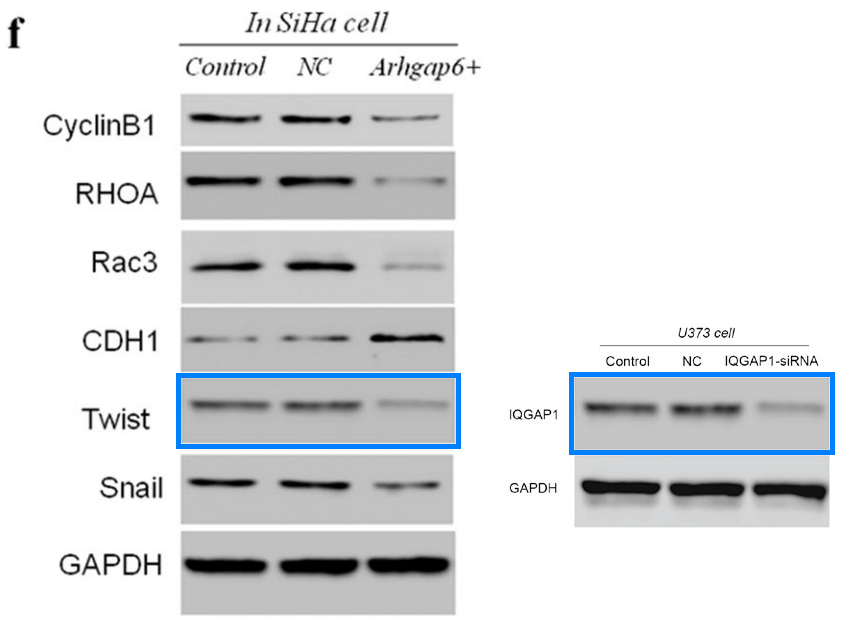 f
In SiHa cell
Control NC Arhgap6+
CyclinB1
RHOA
Rac3
CDH1
Twist
Snail
GAPDH
U373 cell
Control NC IQGAP1-siRNA
IQGAP1
GAPDH